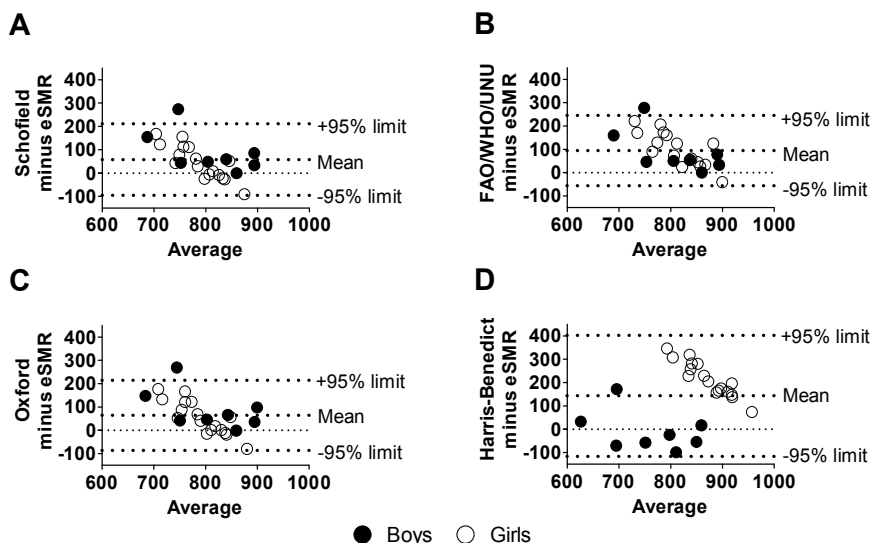 A
Schofield
minus eSMR
400
300
200
100
0
-100
600 700 800 900 1000
Average
+95% limit
Mean
-95% limit
B
FAO/WHO/UNU
minus eSMR
400
300
200
100
0
-100
600 700 800 900 1000
Average
+95% limit
Mean
-95% limit
C
Oxford
minus eSMR
400
300
200
100
0
-100
600 700 800 900 1000
Average
+95% limit
Mean
-95% limit
D
Harris-Benedict
minus eSMR
400
300
200
100
0
-100
600 700 800 900 1000
Average
+95% limit
Mean
-95% limit
Boys Girls